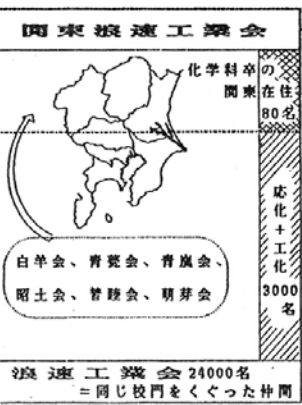 関東浪速工業会
化学科卒の
関東在住
80名
応化+工化
3000
名
白羊会、青甍会、青嵐会、
昭土会、皆睦会、萌芽会
浪速工業会24000名
=同じ校門をくぐった仲間